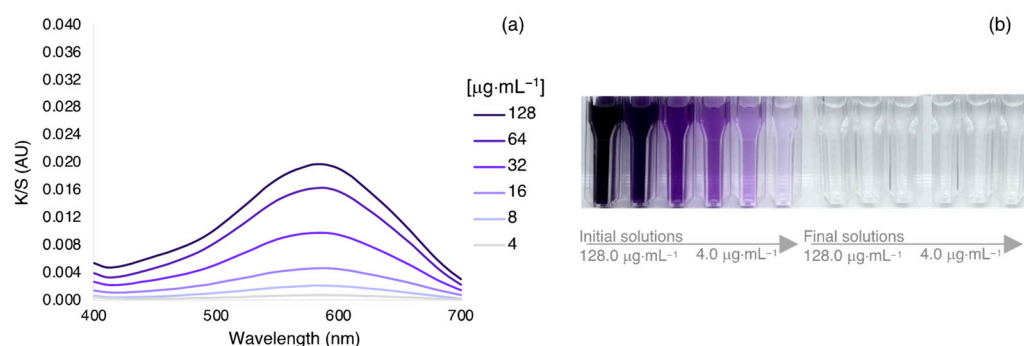 (a)
(b)
K/S (AU)
0.040
0.036
0.032
0.028
0.024
0.020
0.016
0.012
0.008
0.004
0.000
400
500
600
700
Wavelength (nm)
[μg·mL⁻¹]
128
64
32
16
8
4
Initial solutions
128.0 μg·mL⁻¹
4.0 μg·mL⁻¹
Final solutions
128.0 μg·mL⁻¹
4.0 μg·mL⁻¹